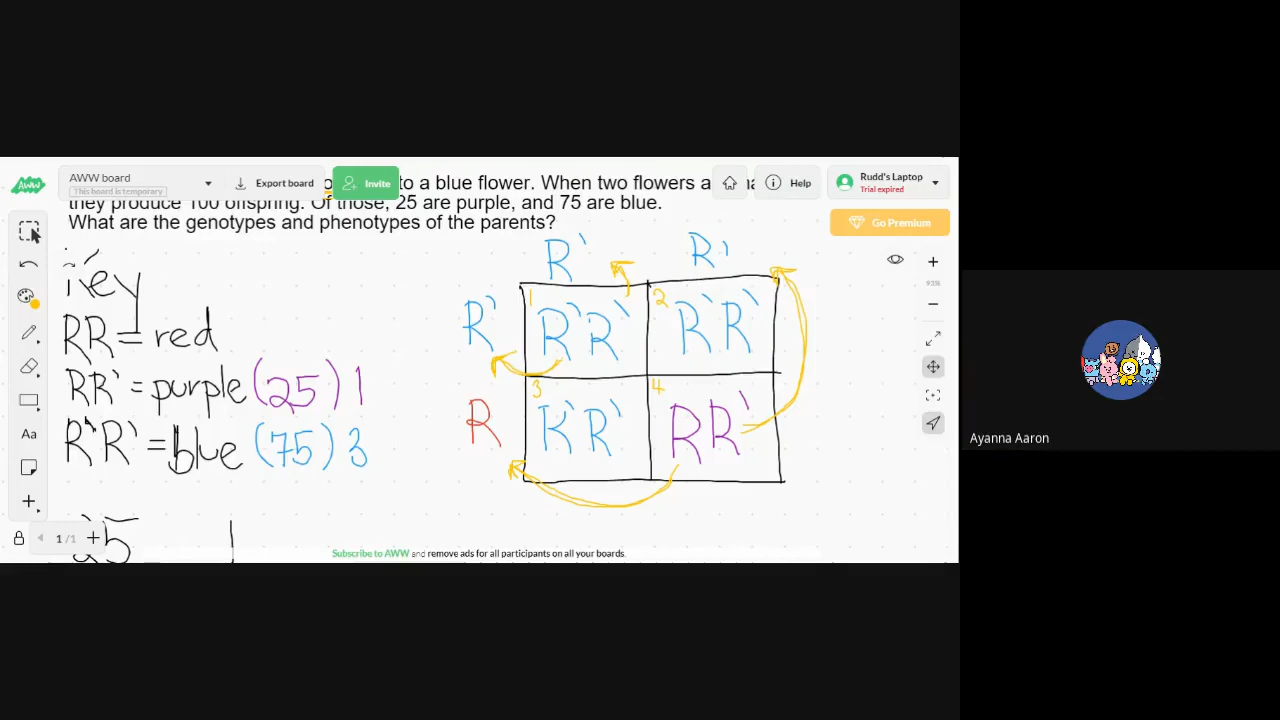 AWW
AWW board
This board is temporary
Export board
Invite
to a blue flower. When two flowers a
Help
Rudd's Laptop
Trial expired
they produce 100 offspring. Of those, 25 are purple, and 75 are blue.
What are the genotypes and phenotypes of the parents?
Go Premium
Key
RR = red
RR` = purple (25) 1
R`R` = blue (75) 3
25
R` R`
R` 1 R`R` 2 R`R`
R 3 R`R` 4 RR`
92%
Aa
1/1
Subscribe to AWW and remove ads for all participants on all your boards.
Ayanna Aaron